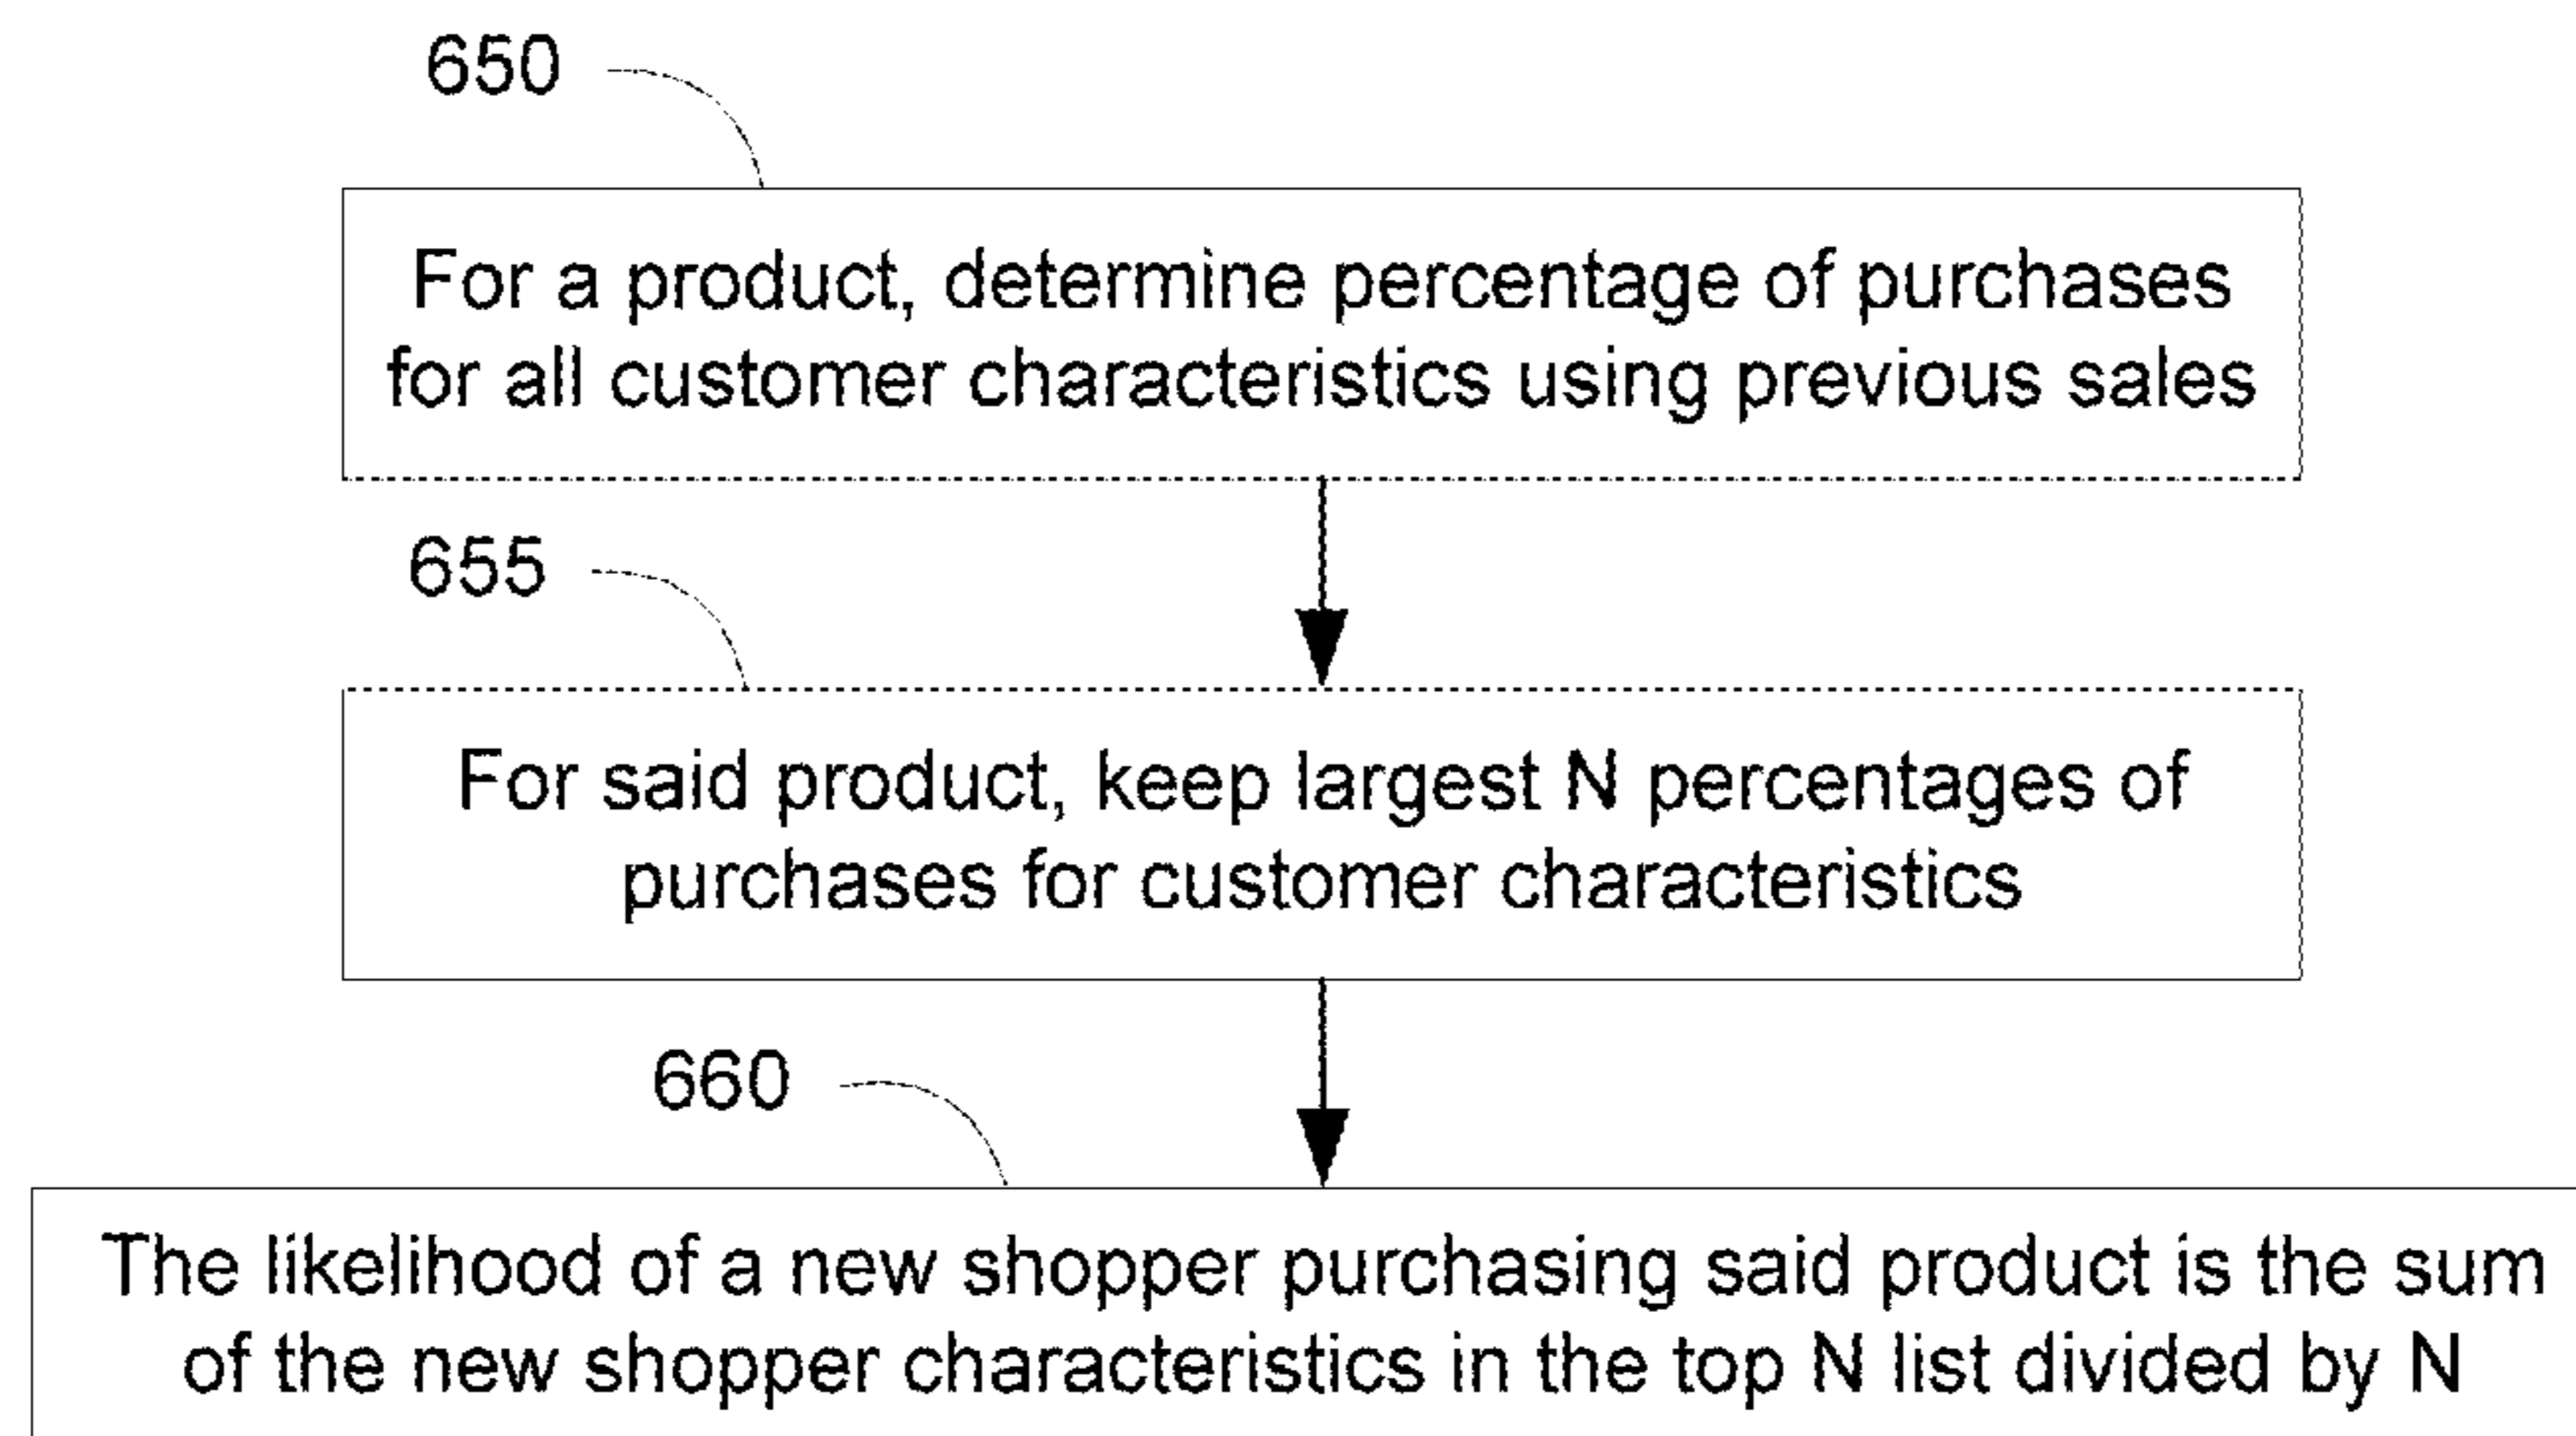 650
For a product, determine percentage of purchases
for all customer characteristics using previous sales
655
For said product, keep largest N percentages of
purchases for customer characteristics
660
The likelihood of a new shopper purchasing said product is the sum
of the new shopper characteristics in the top N list divided by N